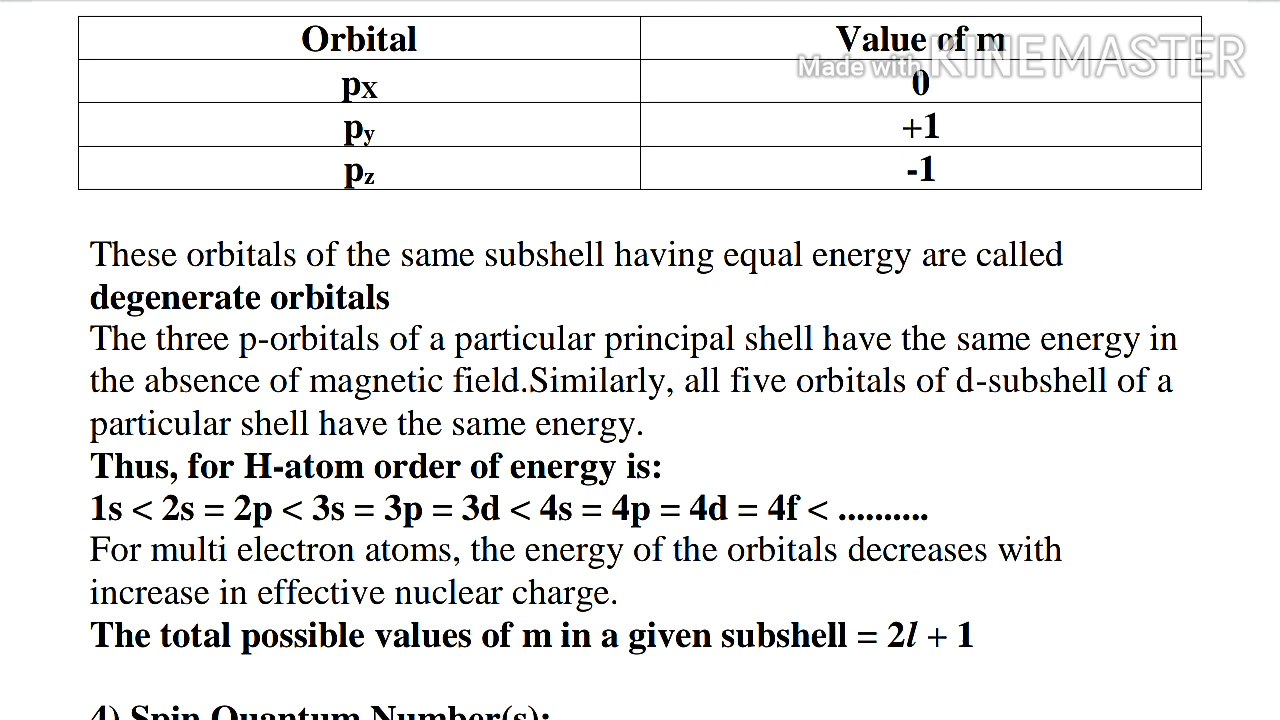 Orbital Value of m
Made with KINEMASTER
pX 0
py +1
pz -1
These orbitals of the same subshell having equal energy are called
degenerate orbitals
The three p-orbitals of a particular principal shell have the same energy in
the absence of magnetic field.Similarly, all five orbitals of d-subshell of a
particular shell have the same energy.
Thus, for H-atom order of energy is:
1s < 2s = 2p < 3s = 3p = 3d < 4s = 4p = 4d = 4f < ..........
For multi electron atoms, the energy of the orbitals decreases with
increase in effective nuclear charge.
The total possible values of m in a given subshell = 2l + 1
4) Spin Quantum Number(s):